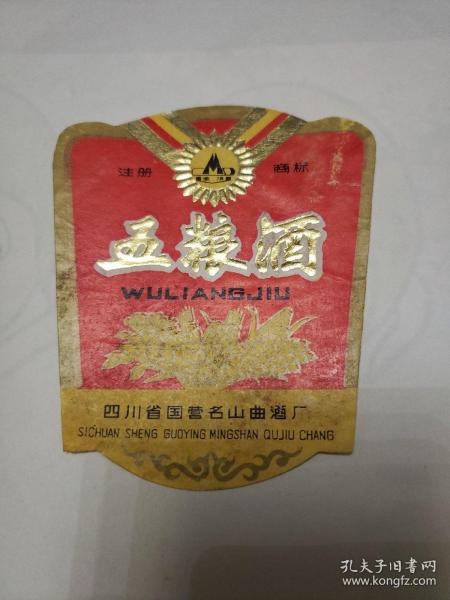 注册 商标
五粮酒
WULIANGJIU
四川省国营名山曲酒厂
SICHUAN SHENG GUOYING MINGSHAN QUJIU CHANG
孔夫子旧书网
www.kongfz.com